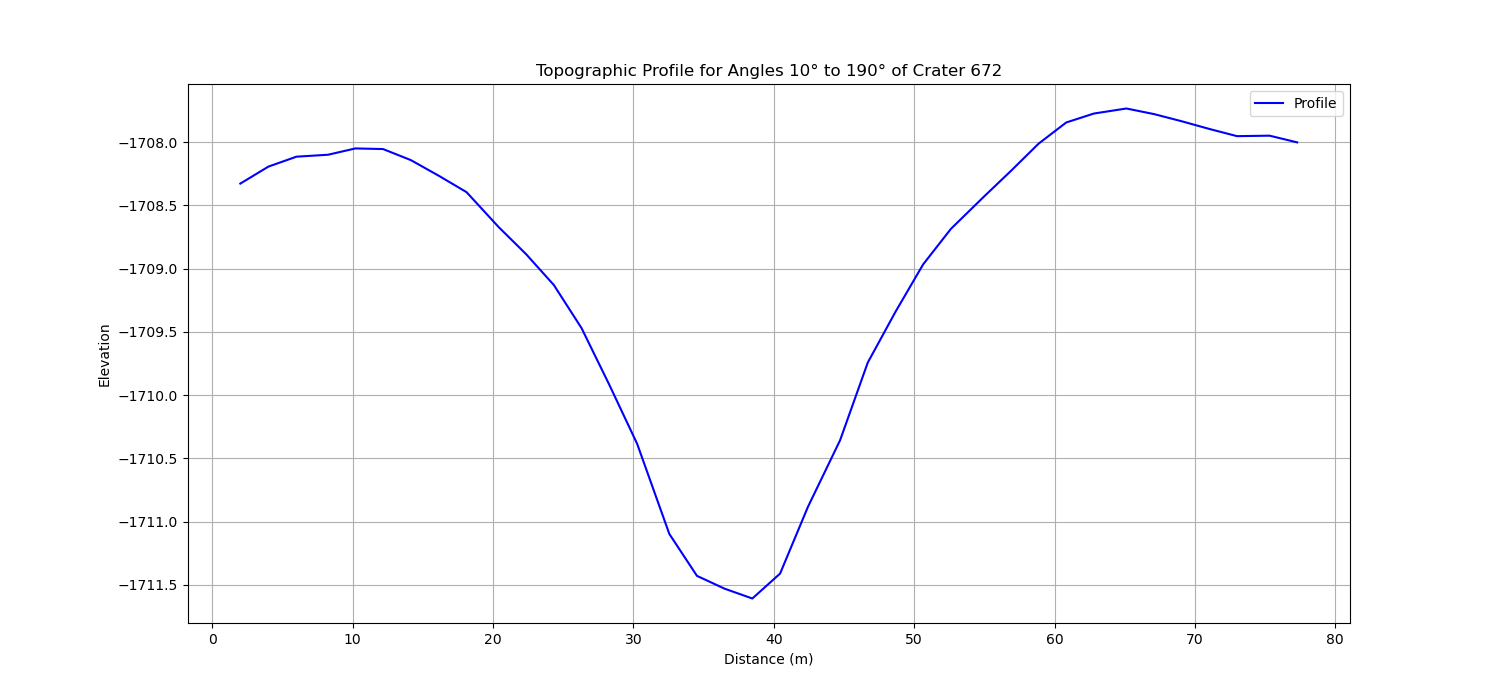 Topographic Profile for Angles 10° to 190° of Crater 672
Profile
−1708.0
−1708.5
−1709.0
−1709.5
−1710.0
−1710.5
−1711.0
−1711.5
Elevation
0 10 20 30 40 50 60 70 80
Distance (m)